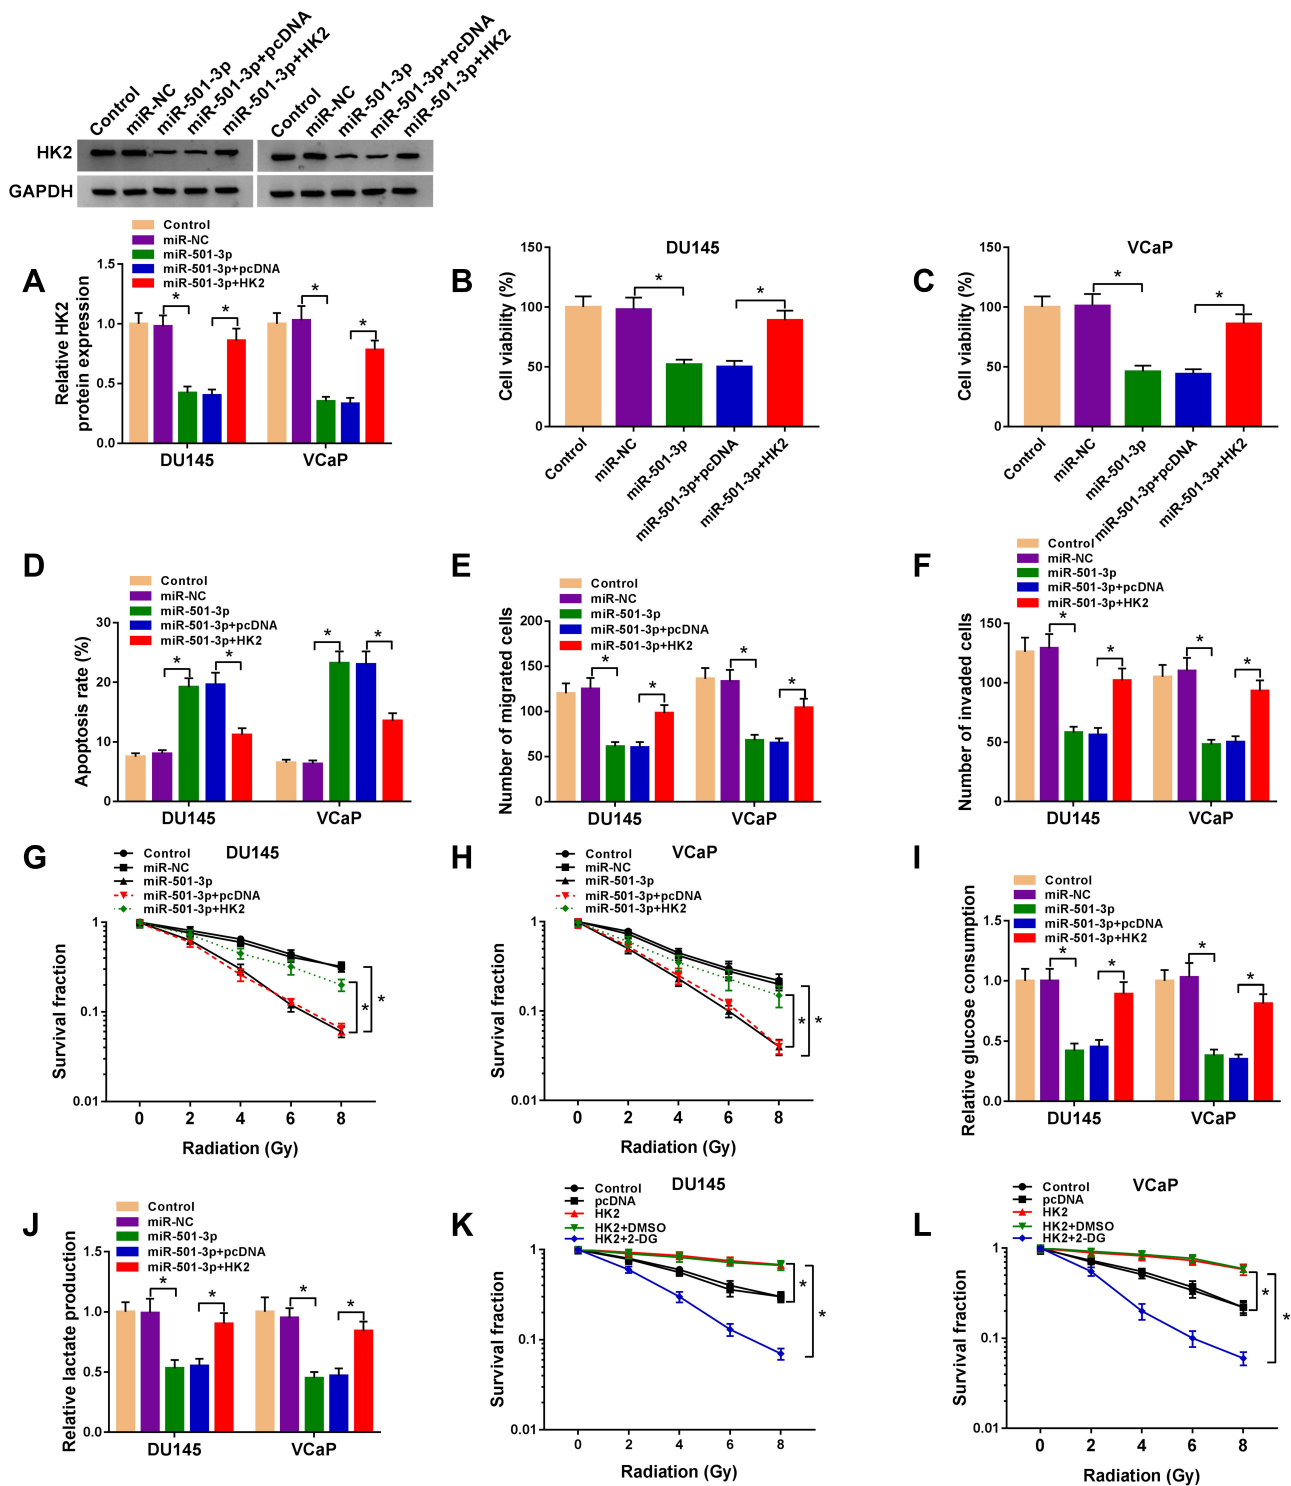 Control
miR-NC
miR-501-3p
miR-501-3p+pcDNA
miR-501-3p+HK2
Control
miR-NC
miR-501-3p
miR-501-3p+pcDNA
miR-501-3p+HK2
HK2
GAPDH
A
Control
miR-NC
miR-501-3p
miR-501-3p+pcDNA
miR-501-3p+HK2
Relative HK2
protein expression
1.5
1.0
0.5
0.0
* * * *
DU145 VCaP
B
DU145
Cell viability (%)
150
100
50
0
* *
Control
miR-NC
miR-501-3p
miR-501-3p+pcDNA
miR-501-3p+HK2
C
VCaP
Cell viability (%)
150
100
50
0
* *
Control
miR-NC
miR-501-3p
miR-501-3p+pcDNA
miR-501-3p+HK2
D
Control
miR-NC
miR-501-3p
miR-501-3p+pcDNA
miR-501-3p+HK2
Apoptosis rate (%)
30
20
10
0
* * * *
DU145 VCaP
E
Control
miR-NC
miR-501-3p
miR-501-3p+pcDNA
miR-501-3p+HK2
Number of migrated cells
200
150
100
50
0
* * * *
DU145 VCaP
F
Control
miR-NC
miR-501-3p
miR-501-3p+pcDNA
miR-501-3p+HK2
Number of invaded cells
150
100
50
0
* * * *
DU145 VCaP
G
DU145
Control
miR-NC
miR-501-3p
miR-501-3p+pcDNA
miR-501-3p+HK2
Survival fraction
1
0.1
0.01
* *
0 2 4 6 8
Radiation (Gy)
H
VCaP
Control
miR-NC
miR-501-3p
miR-501-3p+pcDNA
miR-501-3p+HK2
Survival fraction
1
0.1
0.01
* *
0 2 4 6 8
Radiation (Gy)
I
Control
miR-NC
miR-501-3p
miR-501-3p+pcDNA
miR-501-3p+HK2
Relative glucose consumption
1.5
1.0
0.5
0.0
* * * *
DU145 VCaP
J
Control
miR-NC
miR-501-3p
miR-501-3p+pcDNA
miR-501-3p+HK2
Relative lactate production
1.5
1.0
0.5
0.0
* * * *
DU145 VCaP
K
DU145
Control
pcDNA
HK2
HK2+DMSO
HK2+2-DG
Survival fraction
1
0.1
0.01
* *
0 2 4 6 8
Radiation (Gy)
L
VCaP
Control
pcDNA
HK2
HK2+DMSO
HK2+2-DG
Survival fraction
1
0.1
0.01
* *
0 2 4 6 8
Radiation (Gy)